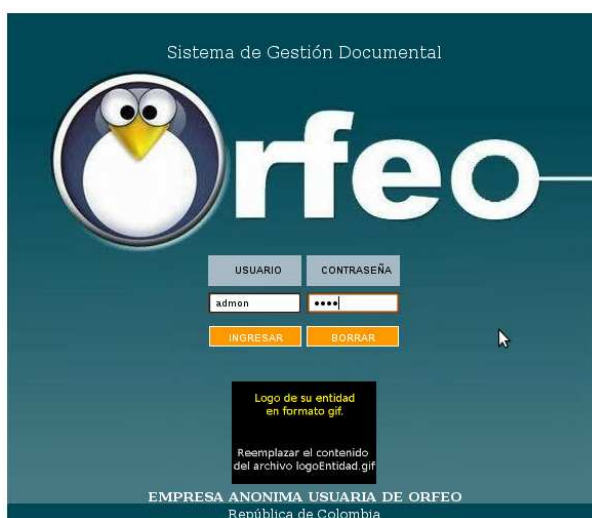 Sistema de Gestión Documental
Orfeo
USUARIO CONTRASEÑA
admon ••••
INGRESAR BORRAR
Logo de su entidad
en formato gif.
Reemplazar el contenido
del archivo logoEntidad.gif
EMPRESA ANONIMA USUARIA DE ORFEO
República de Colombia